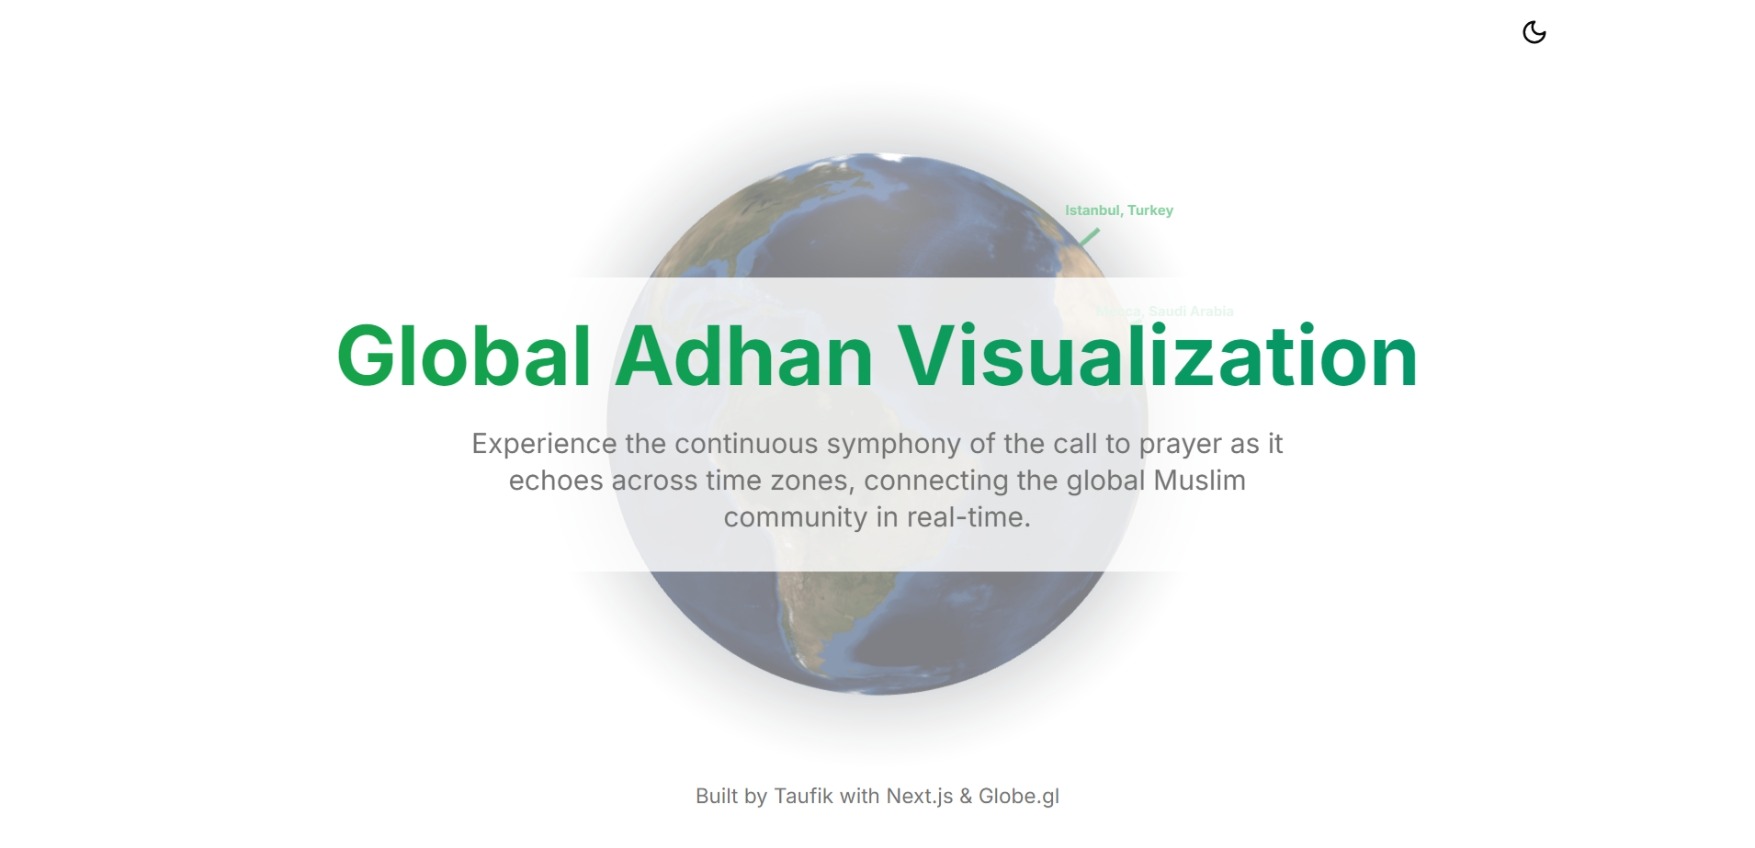 Istanbul, Turkey
Mecca, Saudi Arabia
Global Adhan Visualization
Experience the continuous symphony of the call to prayer as it
echoes across time zones, connecting the global Muslim
community in real-time.
Built by Taufik with Next.js & Globe.gl